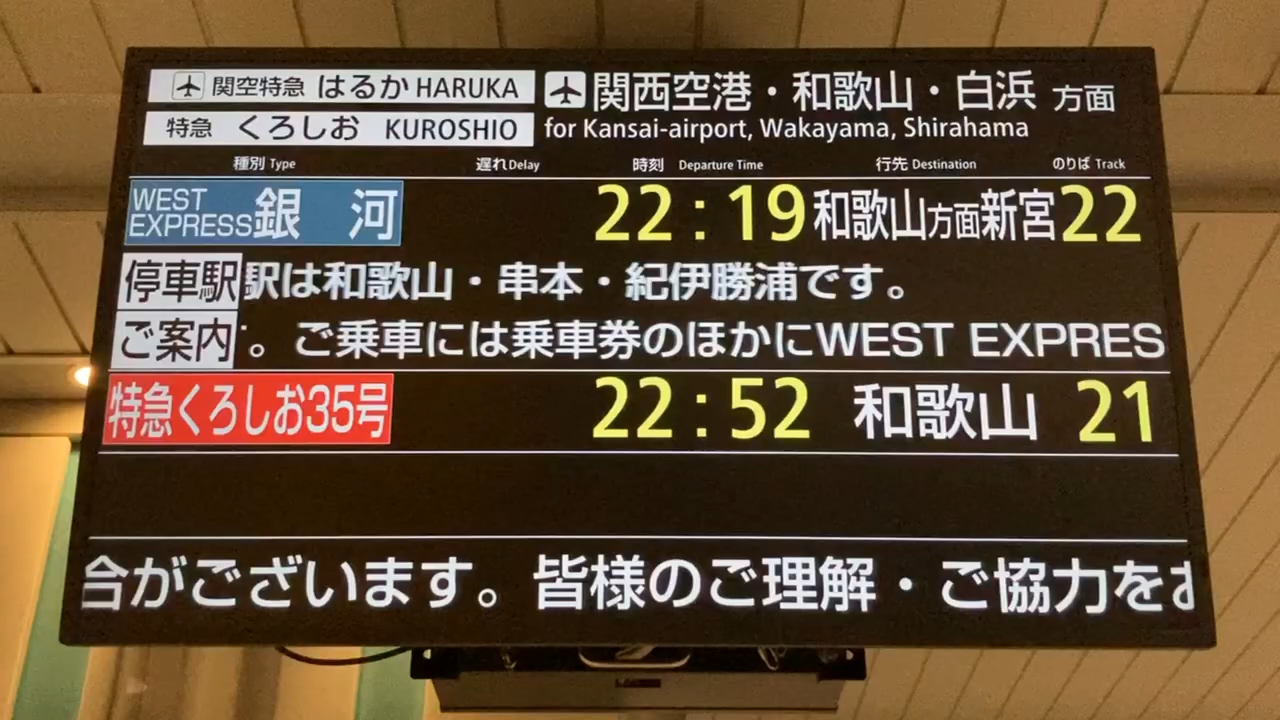 関空特急 はるか HARUKA 関西空港・和歌山・白浜 方面
特急 くろしお KUROSHIO for Kansai-airport, Wakayama, Shirahama
種別 Type 遅れ Delay 時刻 Departure Time 行先 Destination のりば Track
WEST EXPRESS 銀 河 22:19 和歌山方面新宮 22
停車駅 駅は和歌山・串本・紀伊勝浦です。
ご案内 。ご乗車には乗車券のほかにWEST EXPRES
特急くろしお35号 22:52 和歌山 21
合がございます。皆様のご理解・ご協力をお